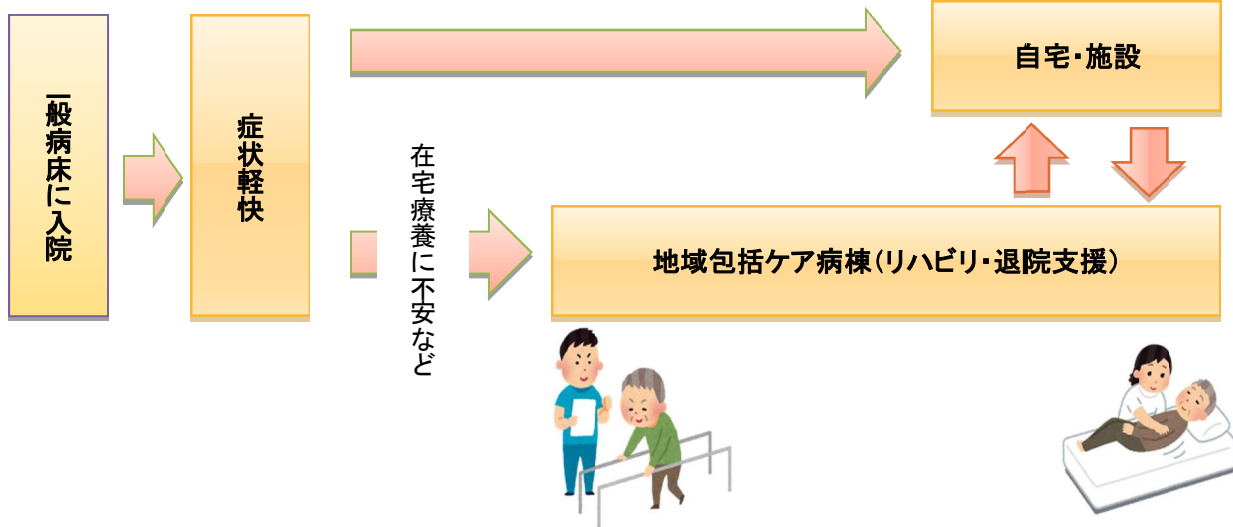 一般病床に入院
症状軽快
在宅療養に不安など
自宅・施設
地域包括ケア病棟(リハビリ・退院支援)